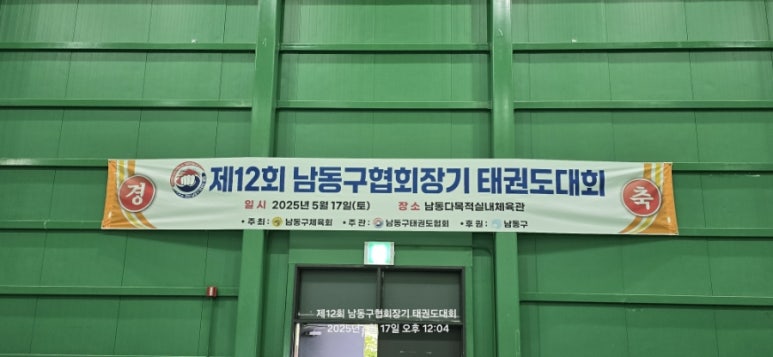 경 제12회 남동구협회장기 태권도대회 축
일 시 2025년 5월 17일(토) 장 소 남동다목적실내체육관
• 주최 : 남동구체육회 • 주관 : 남동구태권도협회 • 후원 : 남동구
제12회 남동구협회장기 태권도대회
17일 오후 12:04